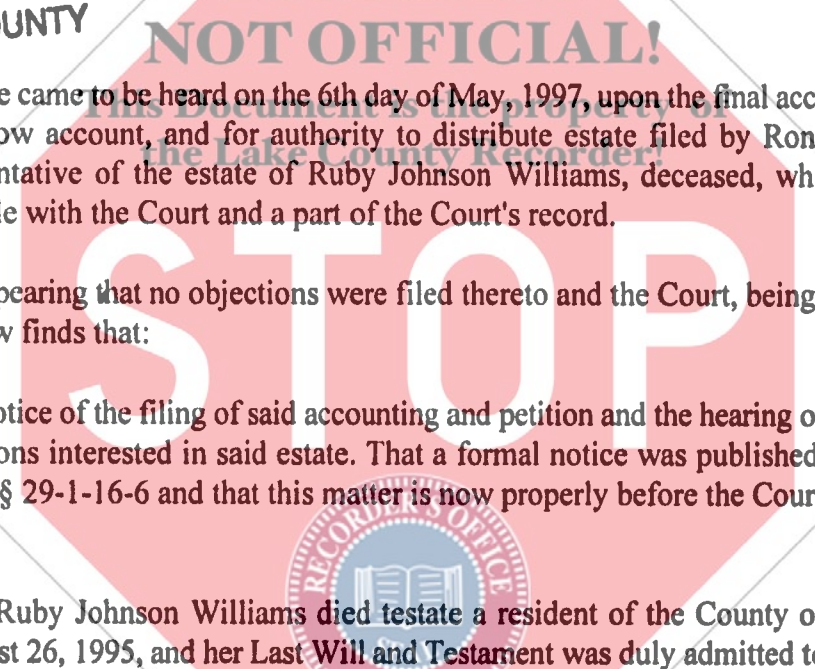 OUNTY
NOT OFFICIAL!
e came to be heard on the 6th day of May, 1997, upon the final acc
This Document is the property of
ow account, and for authority to distribute estate filed by Ron
the Lake County Recorder!
ntative of the estate of Ruby Johnson Williams, deceased, wh
le with the Court and a part of the Court's record.
STOP
pearing that no objections were filed thereto and the Court, being
w finds that:
otice of the filing of said accounting and petition and the hearing o
ons interested in said estate. That a formal notice was published
§ 29-1-16-6 and that this matter is now properly before the Cour
RECORDER'S OFFICE
Ruby Johnson Williams died testate a resident of the County o
st 26, 1995, and her Last Will and Testament was duly admitted to